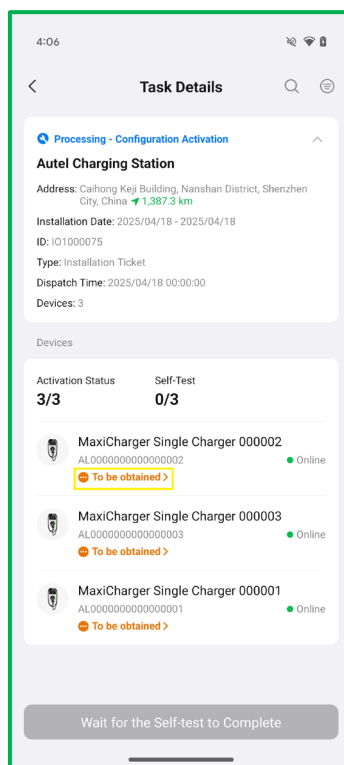 4:06
Task Details
Processing - Configuration Activation
Autel Charging Station
Address: Caihong Keji Building, Nanshan District, Shenzhen
City, China 1,387.3 km
Installation Date: 2025/04/18 - 2025/04/18
ID: IO1000075
Type: Installation Ticket
Dispatch Time: 2025/04/18 00:00:00
Devices: 3
Devices
Activation Status Self-Test
3/3 0/3
MaxiCharger Single Charger 000002
AL0000000000000002 Online
To be obtained >
MaxiCharger Single Charger 000003
AL0000000000000003 Online
To be obtained >
MaxiCharger Single Charger 000001
AL0000000000000001 Online
To be obtained >
Wait for the Self-test to Complete